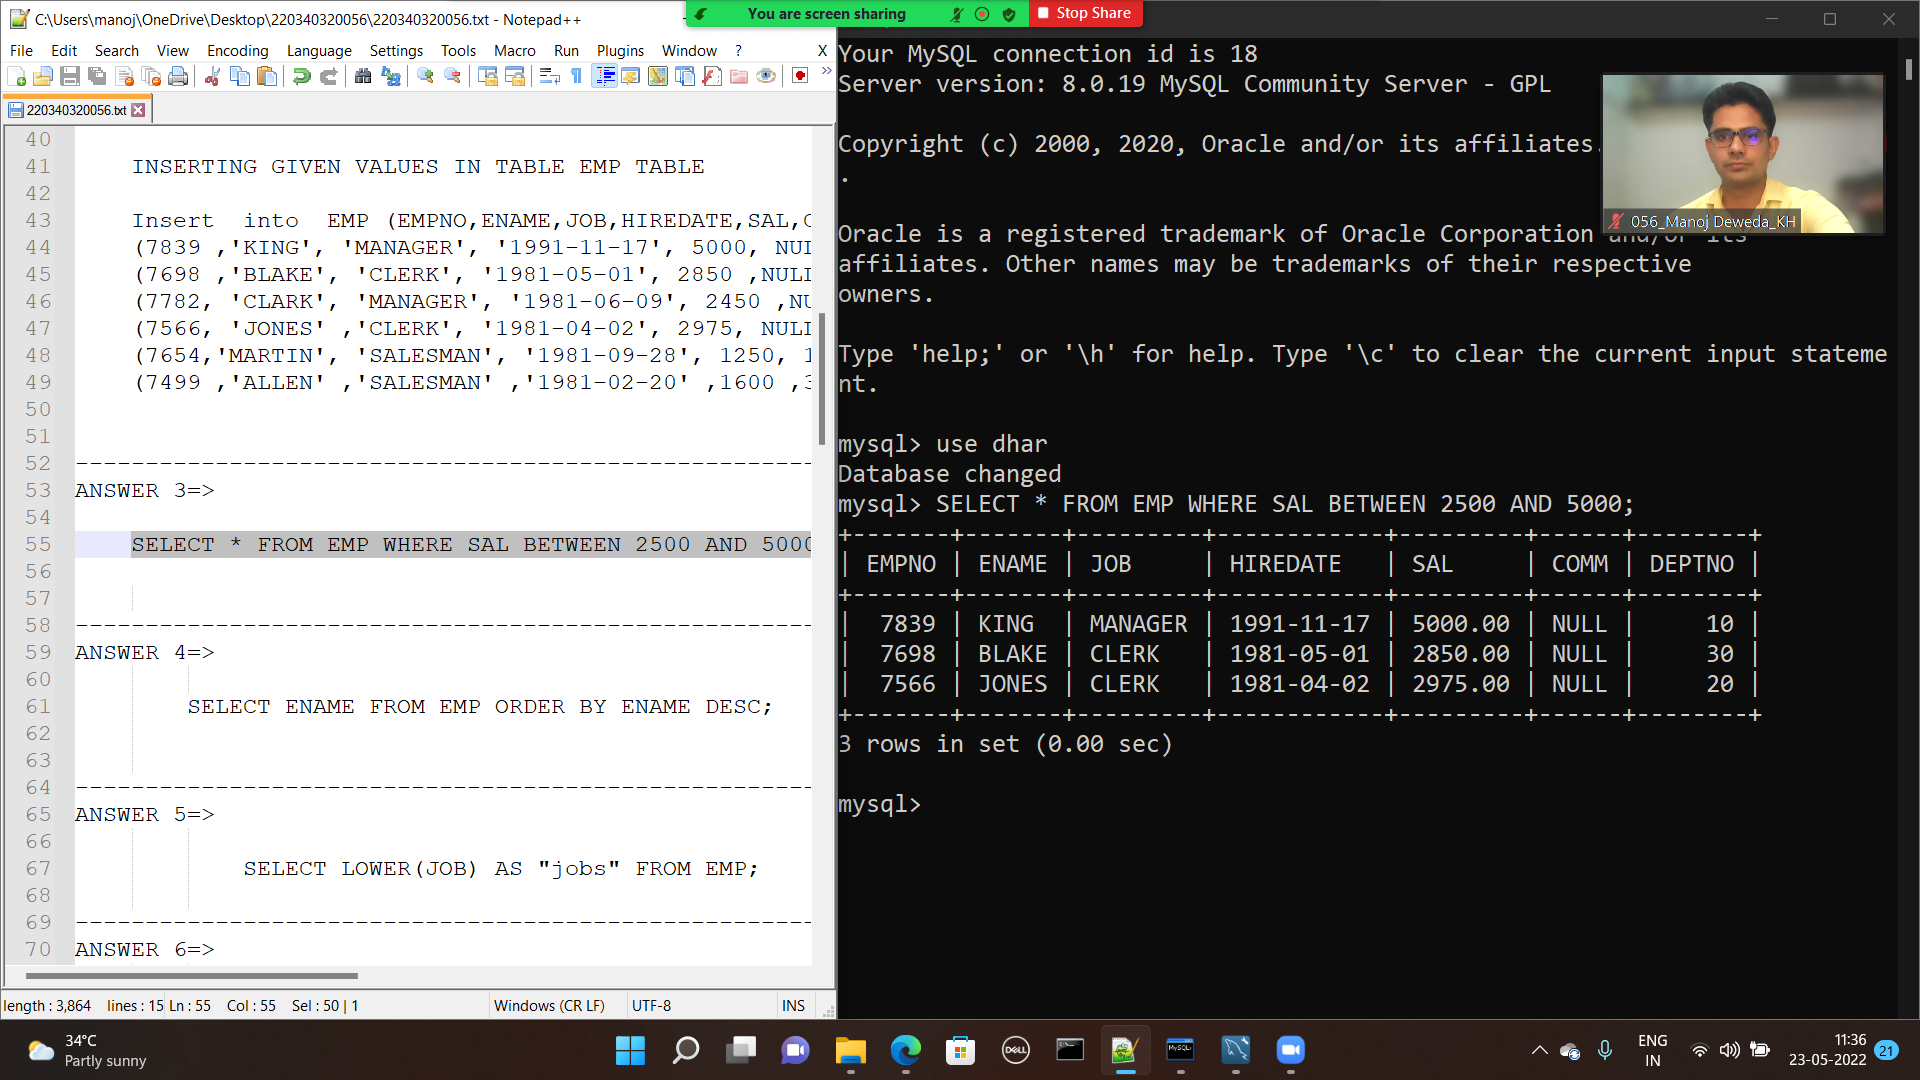 C:\Users\manoj\OneDrive\Desktop\220340320056\220340320056.txt - Notepad++
You are screen sharing
Stop Share
File Edit Search View Encoding Language Settings Tools Macro Run Plugins Window ? X
220340320056.txt
40
41 INSERTING GIVEN VALUES IN TABLE EMP TABLE
42
43 Insert into EMP (EMPNO,ENAME,JOB,HIREDATE,SAL,
44 (7839 ,'KING', 'MANAGER', '1991-11-17', 5000, NUL
45 (7698 ,'BLAKE', 'CLERK', '1981-05-01', 2850 ,NULL
46 (7782, 'CLARK', 'MANAGER', '1981-06-09', 2450 ,NU
47 (7566, 'JONES' ,'CLERK', '1981-04-02', 2975, NULL
48 (7654,'MARTIN', 'SALESMAN', '1981-09-28', 1250, 1
49 (7499 ,'ALLEN' ,'SALESMAN' ,'1981-02-20' ,1600 ,3
50
51
52 -----------------------------------------------------
53 ANSWER 3=>
54
55 SELECT * FROM EMP WHERE SAL BETWEEN 2500 AND 5000
56
57
58 -----------------------------------------------------
59 ANSWER 4=>
60
61 SELECT ENAME FROM EMP ORDER BY ENAME DESC;
62
63
64 -----------------------------------------------------
65 ANSWER 5=>
66
67 SELECT LOWER(JOB) AS "jobs" FROM EMP;
68
69 -----------------------------------------------------
70 ANSWER 6=>
length : 3,864 lines : 15 Ln : 55 Col : 55 Sel : 50 | 1 Windows (CR LF) UTF-8 INS
Your MySQL connection id is 18
Server version: 8.0.19 MySQL Community Server - GPL
Copyright (c) 2000, 2020, Oracle and/or its affiliates.
.
Oracle is a registered trademark of Oracle Corporation and/or its
affiliates. Other names may be trademarks of their respective
owners.
Type 'help;' or '\h' for help. Type '\c' to clear the current input stateme
nt.
mysql> use dhar
Database changed
mysql> SELECT * FROM EMP WHERE SAL BETWEEN 2500 AND 5000;
+-------+-------+---------+------------+---------+------+--------+
| EMPNO | ENAME | JOB | HIREDATE | SAL | COMM | DEPTNO |
+-------+-------+---------+------------+---------+------+--------+
| 7839 | KING | MANAGER | 1991-11-17 | 5000.00 | NULL | 10 |
| 7698 | BLAKE | CLERK | 1981-05-01 | 2850.00 | NULL | 30 |
| 7566 | JONES | CLERK | 1981-04-02 | 2975.00 | NULL | 20 |
+-------+-------+---------+------------+---------+------+--------+
3 rows in set (0.00 sec)
mysql>
056_Manoj Deweda_KH
34°C
Partly sunny
DELL
MySQL
ENG
IN
11:36
23-05-2022
21